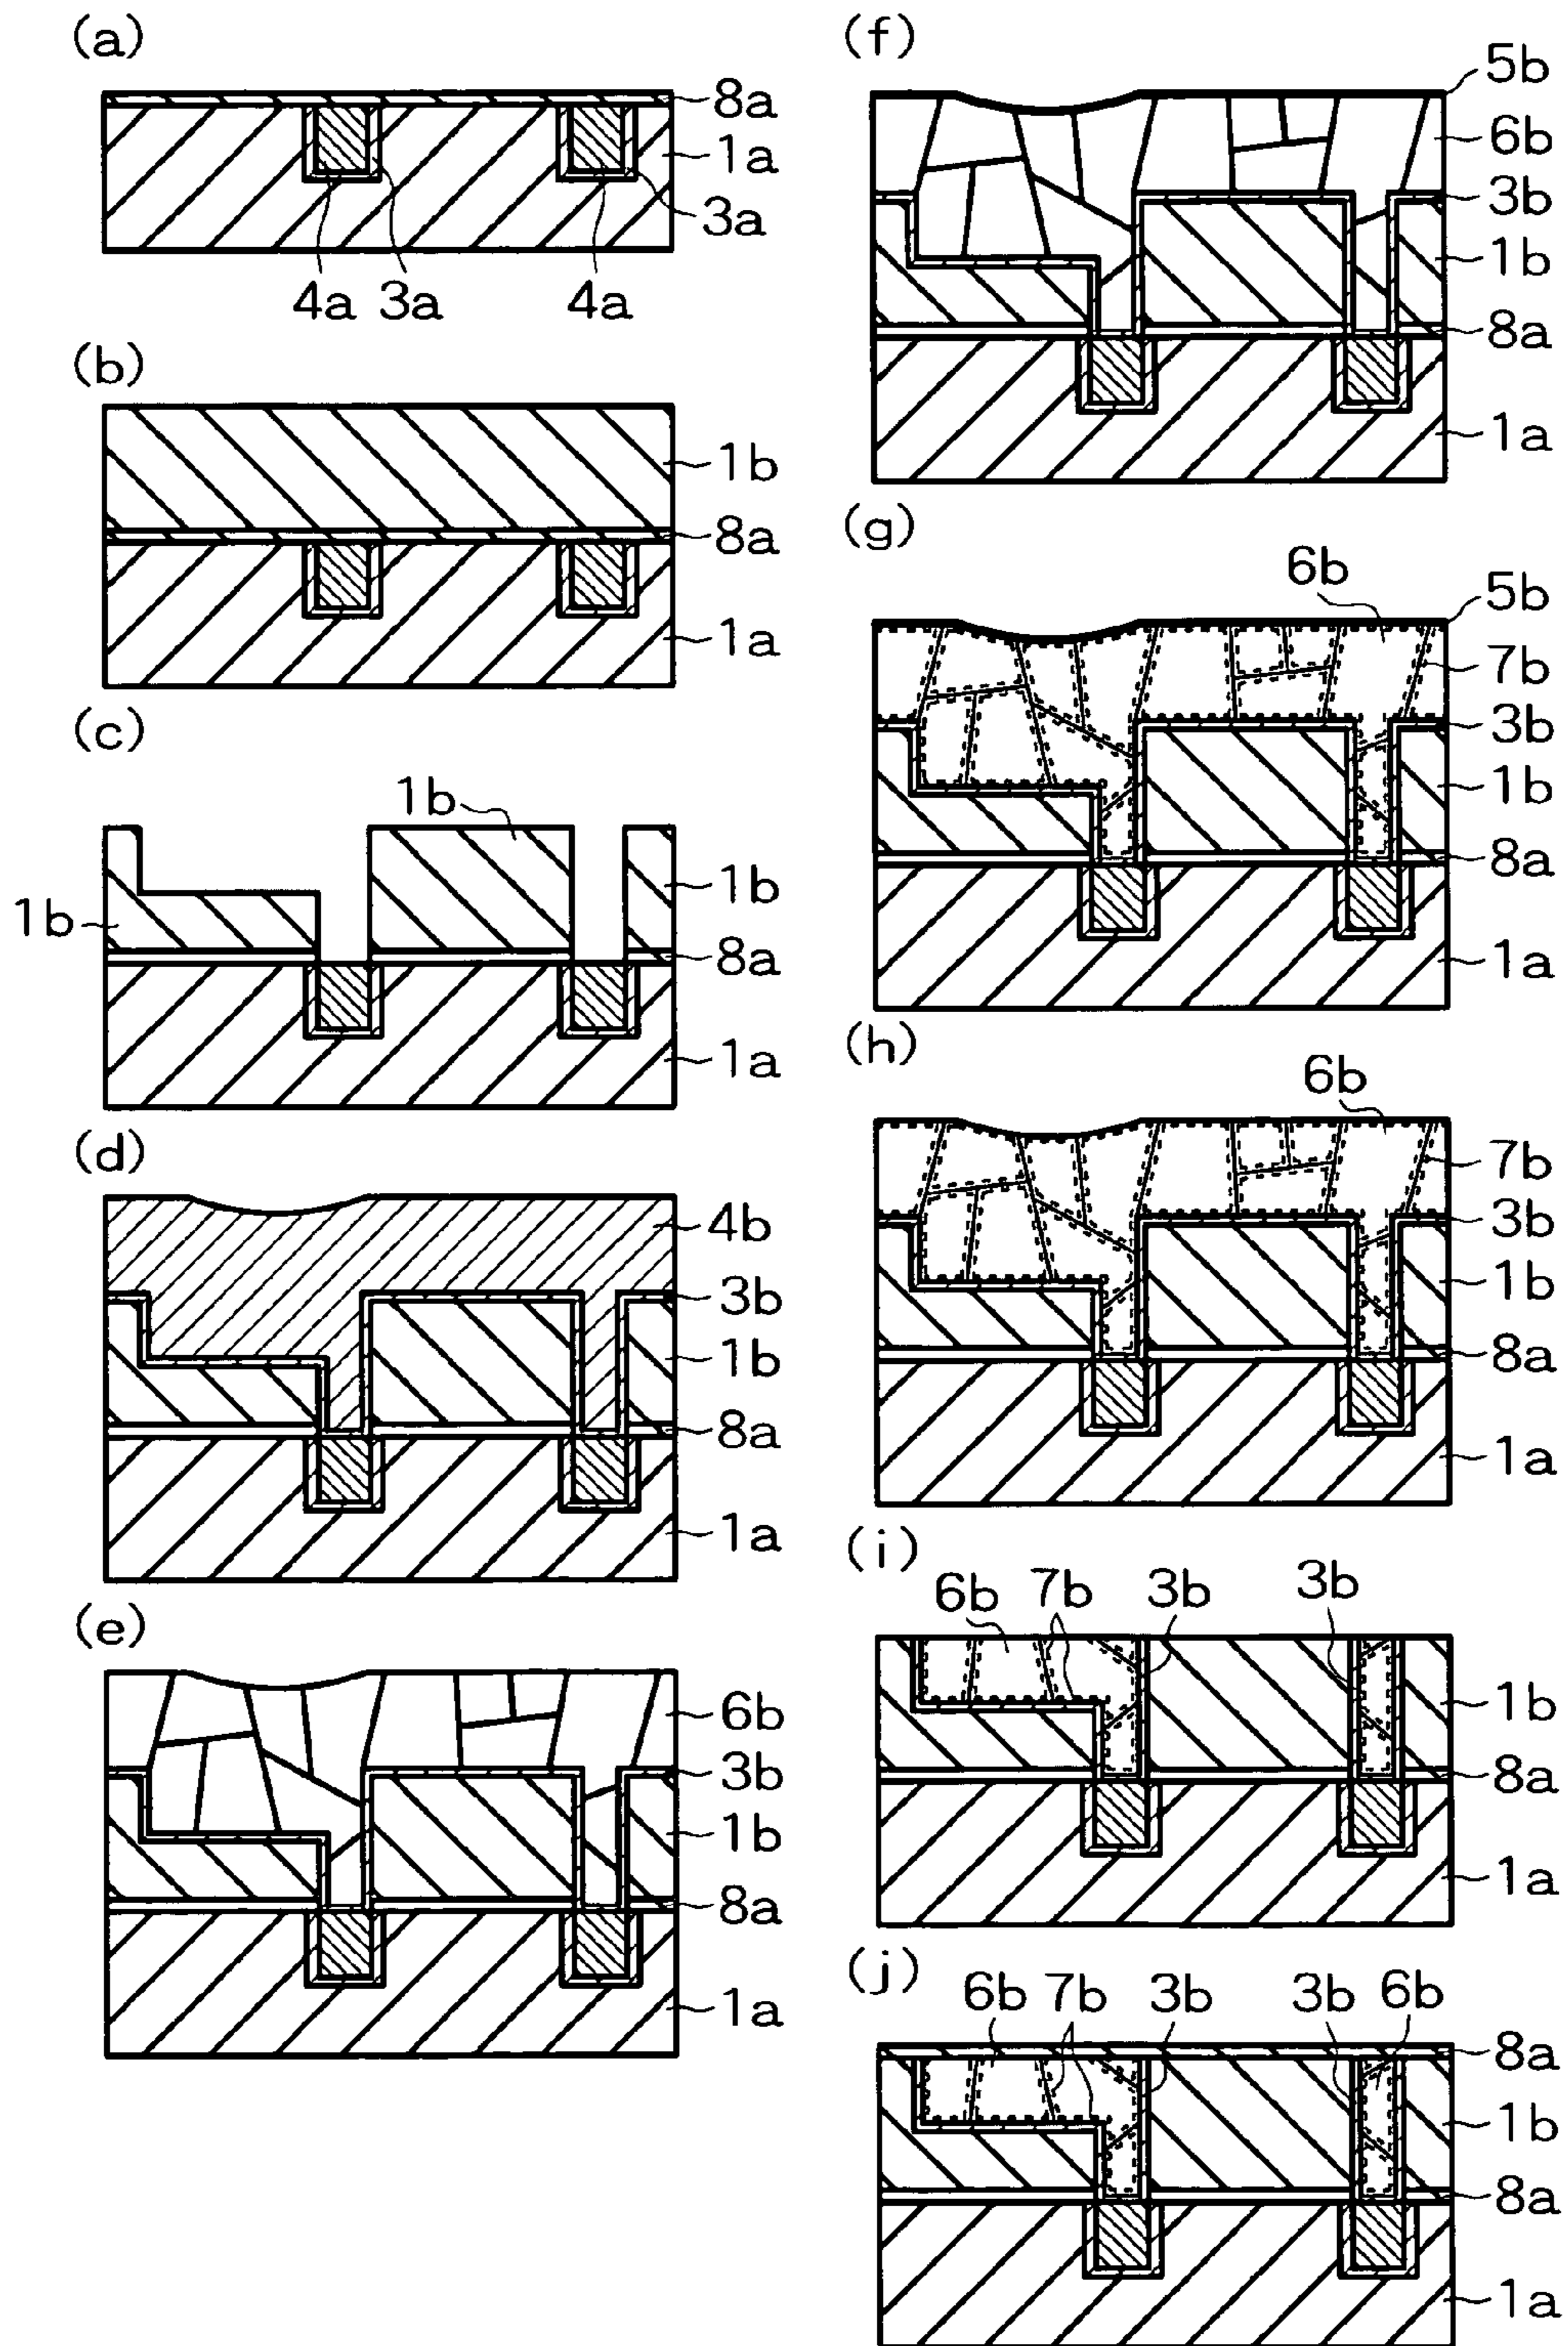 (a)
8a
1a
3a
4a 3a 4a
(b)
1b
8a
1a
(c)
1b
1b
1b
8a
1a
(d)
4b
3b
1b
8a
1a
(e)
6b
3b
1b
8a
1a
(f)
5b
6b
3b
1b
8a
1a
(g)
6b
5b
7b
3b
1b
8a
1a
(h)
6b
7b
3b
1b
8a
1a
(i)
6b 7b 3b 3b
1b
8a
1a
(j)
6b 7b 3b 3b 6b
8a
1b
8a
1a